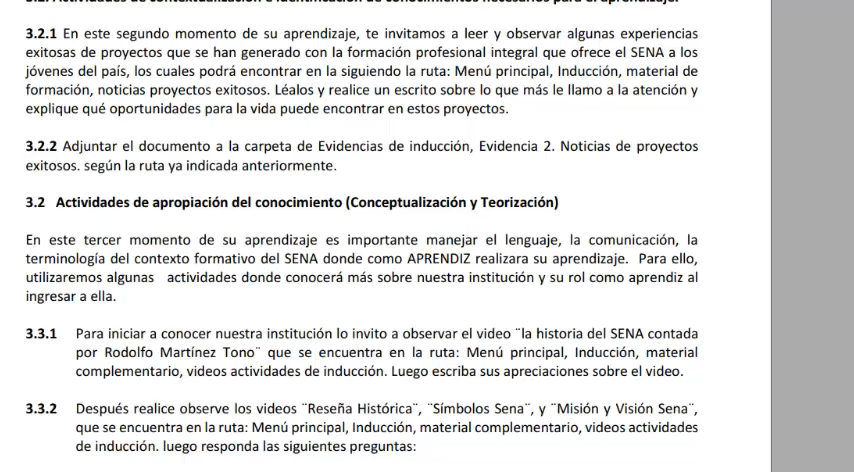 3.2. Actividades de contextualización e identificación de conocimientos necesarios para el aprendizaje.
3.2.1 En este segundo momento de su aprendizaje, te invitamos a leer y observar algunas experiencias
exitosas de proyectos que se han generado con la formación profesional integral que ofrece el SENA a los
jóvenes del país, los cuales podrá encontrar en la siguiendo la ruta: Menú principal, Inducción, material de
formación, noticias proyectos exitosos. Léalos y realice un escrito sobre lo que más le llamo a la atención y
explique qué oportunidades para la vida puede encontrar en estos proyectos.
3.2.2 Adjuntar el documento a la carpeta de Evidencias de inducción, Evidencia 2. Noticias de proyectos
exitosos. según la ruta ya indicada anteriormente.
3.2 Actividades de apropiación del conocimiento (Conceptualización y Teorización)
En este tercer momento de su aprendizaje es importante manejar el lenguaje, la comunicación, la
terminología del contexto formativo del SENA donde como APRENDIZ realizara su aprendizaje. Para ello,
utilizaremos algunas actividades donde conocerá más sobre nuestra institución y su rol como aprendiz al
ingresar a ella.
3.3.1 Para iniciar a conocer nuestra institución lo invito a observar el video ¨la historia del SENA contada
por Rodolfo Martínez Tono¨ que se encuentra en la ruta: Menú principal, Inducción, material
complementario, videos actividades de inducción. Luego escriba sus apreciaciones sobre el video.
3.3.2 Después realice observe los videos ¨Reseña Histórica¨, ¨Símbolos Sena¨, y ¨Misión y Visión Sena¨,
que se encuentra en la ruta: Menú principal, Inducción, material complementario, videos actividades
de inducción. luego responda las siguientes preguntas: